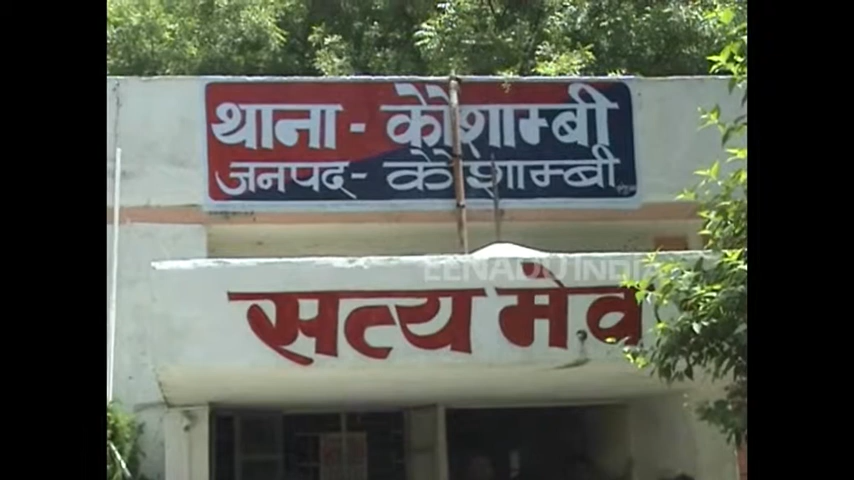 थाना - कौशाम्बी
जनपद - कौशाम्बी
EENADU INDIA
सत्य मेव